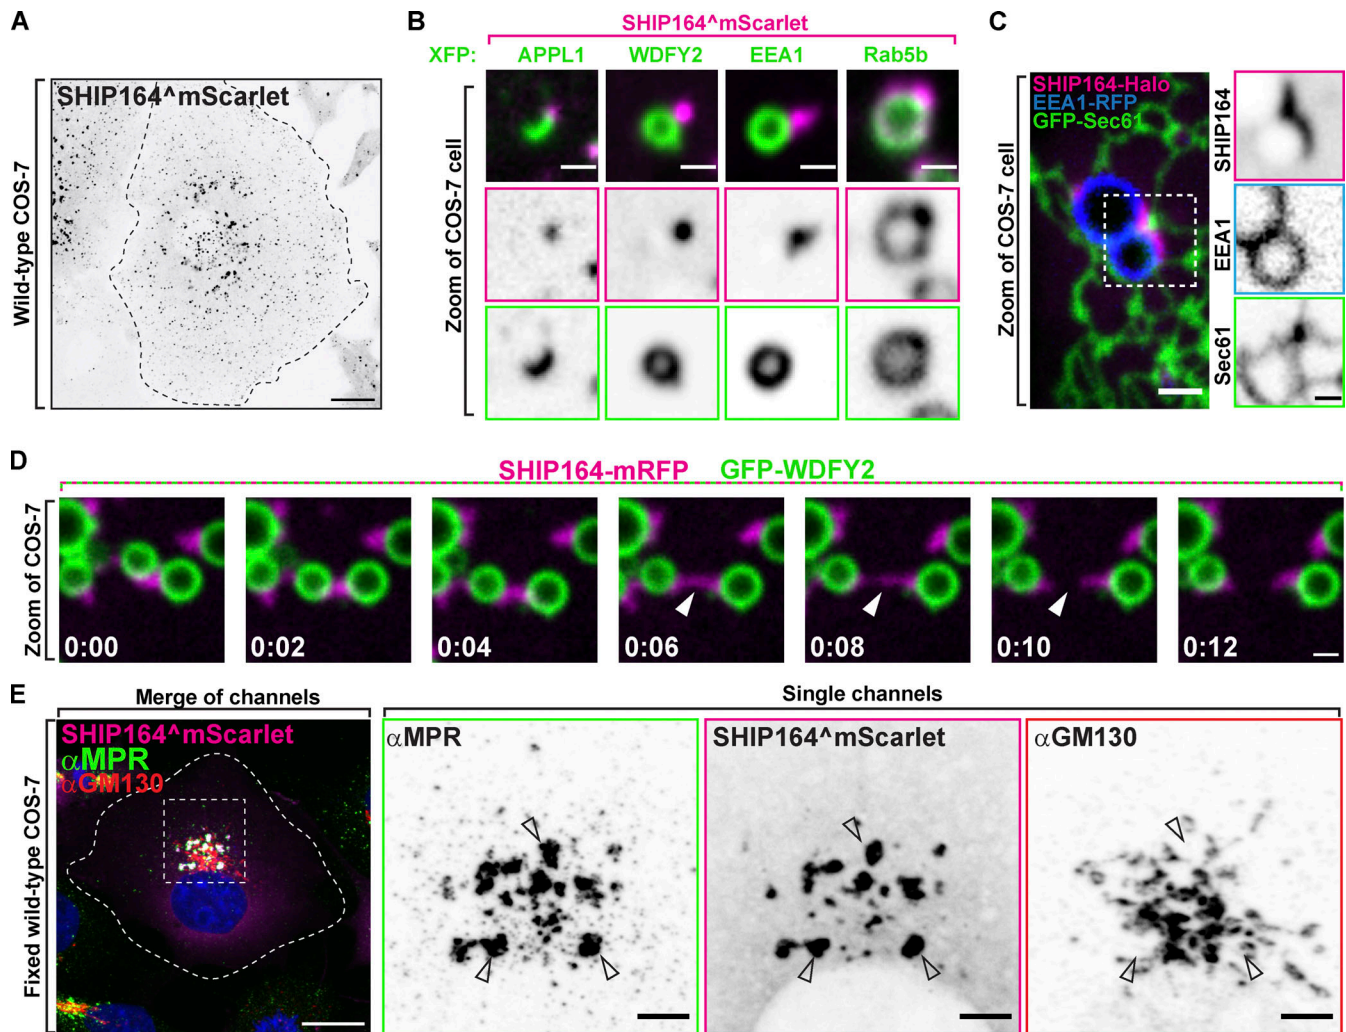 A
Wild-type COS-7
SHIP164^mScarlet
B
SHIP164^mScarlet
XFP: APPL1 WDFY2 EEA1 Rab5b
Zoom of COS-7 cell
C
Zoom of COS-7 cell
SHIP164-Halo
EEA1-RFP
GFP-Sec61
SHIP164
EEA1
Sec61
D
SHIP164-mRFP GFP-WDFY2
Zoom of COS-7
0:00 0:02 0:04 0:06 0:08 0:10 0:12
E
Merge of channels
Single channels
Fixed wild-type COS-7
SHIP164^mScarlet
αMPR
αGM130
αMPR
SHIP164^mScarlet
αGM130